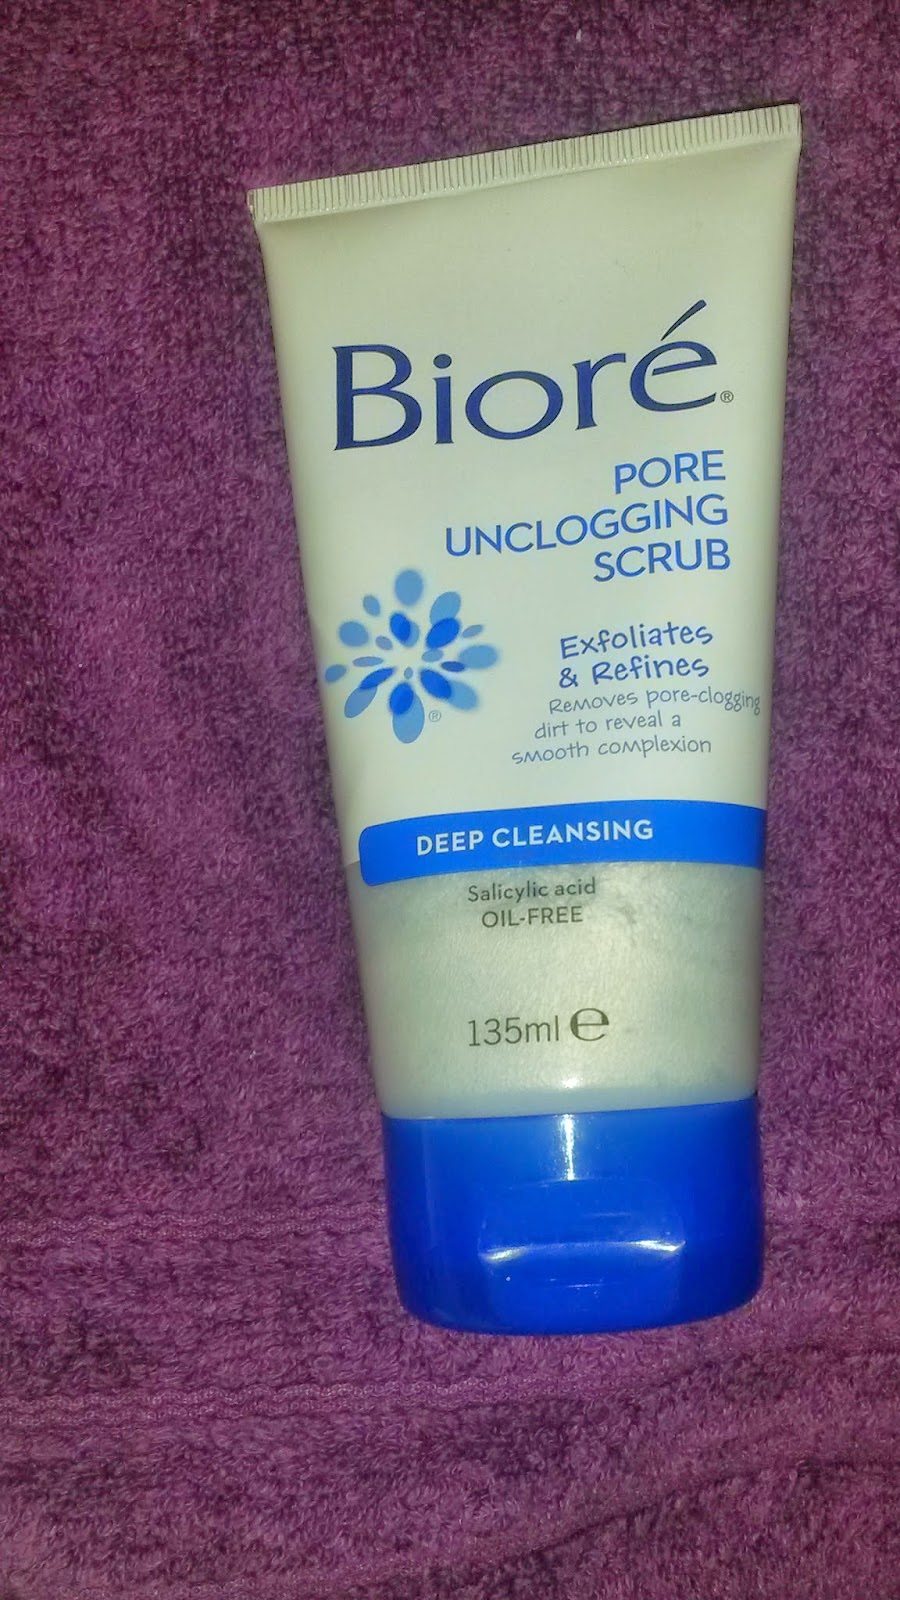 Bioré®
PORE
UNCLOGGING
SCRUB
Exfoliates
& Refines
Removes pore-clogging
dirt to reveal a
smooth complexion
®
DEEP CLEANSING
Salicylic acid
OIL-FREE
135ml ℮